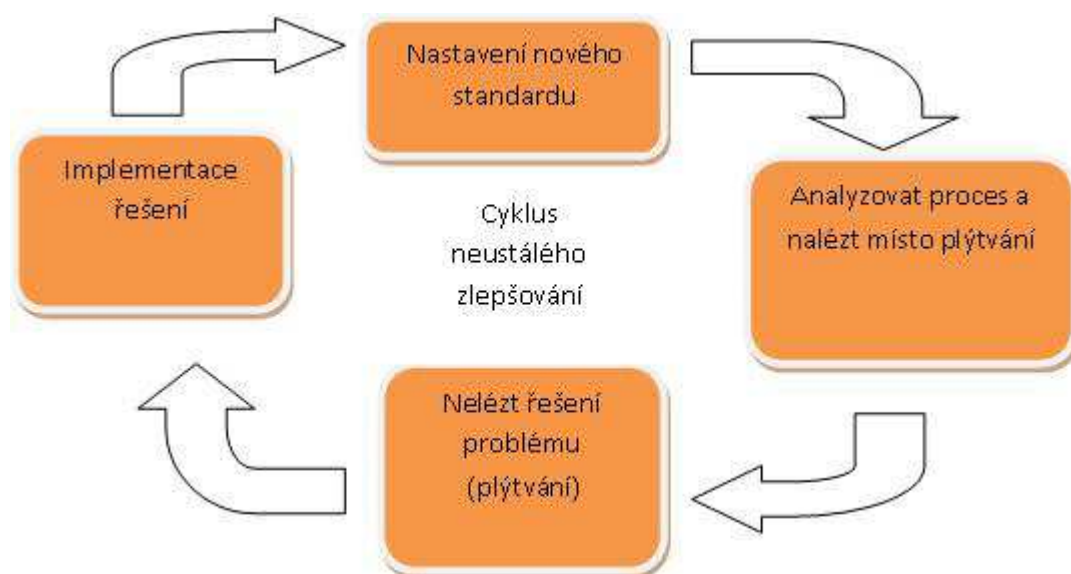 Nastavení nového
standardu
Implementace
řešení
Analyzovat proces a
nalézt místo plýtvání
Cyklus
neustálého
zlepšování
Nelézt řešení
problému
(plýtvání)